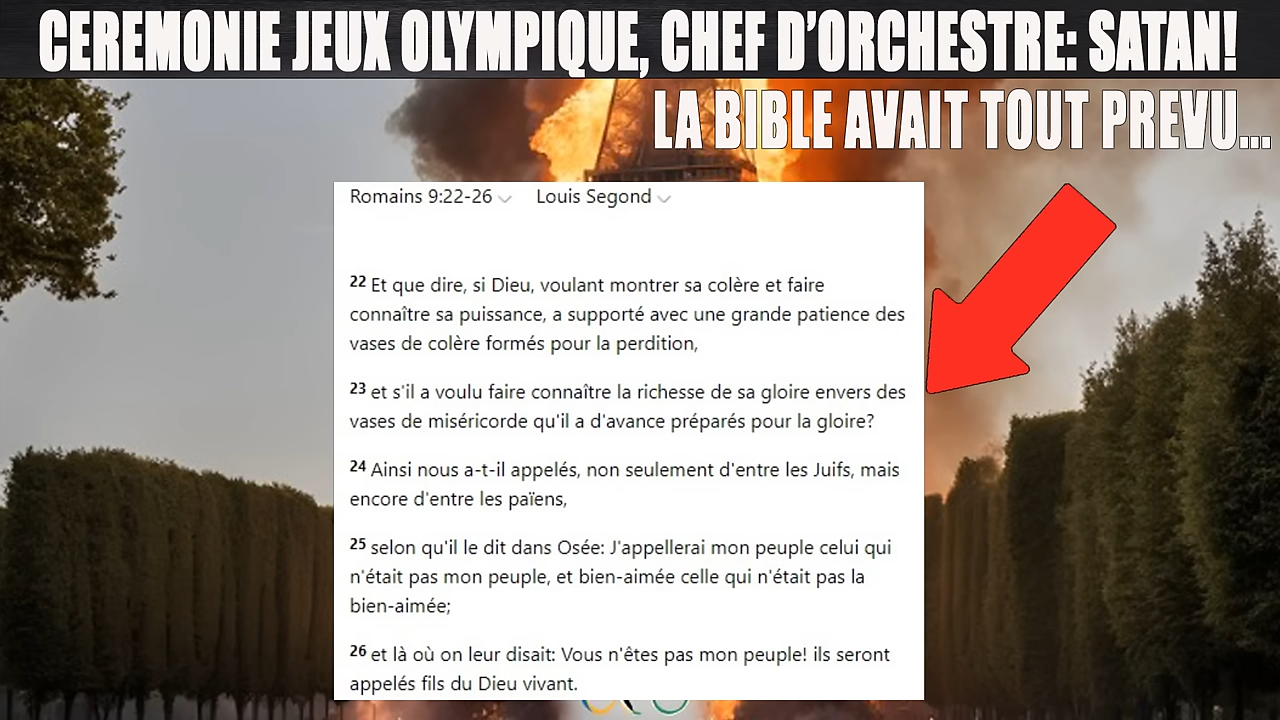 CEREMONIE JEUX OLYMPIQUE, CHEF D'ORCHESTRE: SATAN!
LA BIBLE AVAIT TOUT PREVU...
Romains 9:22-26 Louis Segond
22 Et que dire, si Dieu, voulant montrer sa colère et faire
connaître sa puissance, a supporté avec une grande patience des
vases de colère formés pour la perdition,
23 et s'il a voulu faire connaître la richesse de sa gloire envers des
vases de miséricorde qu'il a d'avance préparés pour la gloire?
24 Ainsi nous a-t-il appelés, non seulement d'entre les Juifs, mais
encore d'entre les païens,
25 selon qu'il le dit dans Osée: J'appellerai mon peuple celui qui
n'était pas mon peuple, et bien-aimée celle qui n'était pas la
bien-aimée;
26 et là où on leur disait: Vous n'êtes pas mon peuple! ils seront
appelés fils du Dieu vivant.